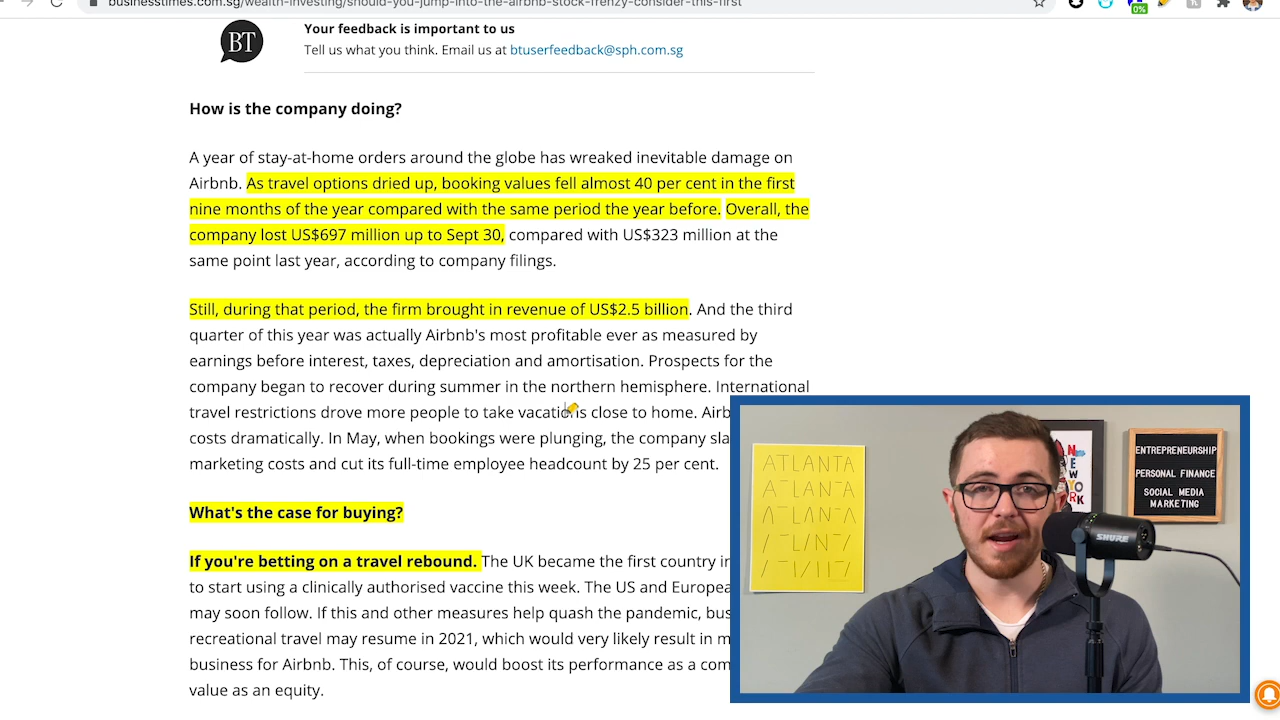 businesstimes.com.sg/wealth-investing/should-you-jump-into-the-airbnb-stock-frenzy-consider-this-first
0%
BT
Your feedback is important to us
Tell us what you think. Email us at btuserfeedback@sph.com.sg
How is the company doing?
A year of stay-at-home orders around the globe has wreaked inevitable damage on
Airbnb. As travel options dried up, booking values fell almost 40 per cent in the first
nine months of the year compared with the same period the year before. Overall, the
company lost US$697 million up to Sept 30, compared with US$323 million at the
same point last year, according to company filings.
Still, during that period, the firm brought in revenue of US$2.5 billion. And the third
quarter of this year was actually Airbnb's most profitable ever as measured by
earnings before interest, taxes, depreciation and amortisation. Prospects for the
company began to recover during summer in the northern hemisphere. International
travel restrictions drove more people to take vacations close to home. Airb
costs dramatically. In May, when bookings were plunging, the company sla
marketing costs and cut its full-time employee headcount by 25 per cent.
What's the case for buying?
If you're betting on a travel rebound. The UK became the first country in
to start using a clinically authorised vaccine this week. The US and Europea
may soon follow. If this and other measures help quash the pandemic, bus
recreational travel may resume in 2021, which would very likely result in m
business for Airbnb. This, of course, would boost its performance as a com
value as an equity.
ATLANTA
NEW YORK
ENTREPRENEURSHIP
PERSONAL FINANCE
SOCIAL MEDIA
MARKETING
SHURE